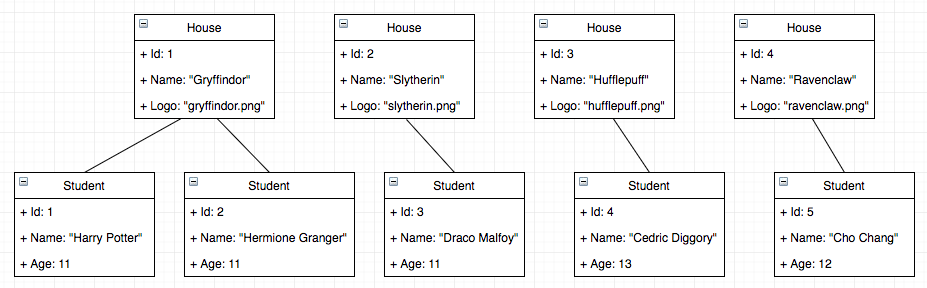 House
+ Id: 1
+ Name: "Gryffindor"
+ Logo: "gryffindor.png"
House
+ Id: 2
+ Name: "Slytherin"
+ Logo: "slytherin.png"
House
+ Id: 3
+ Name: "Hufflepuff"
+ Logo: "hufflepuff.png"
House
+ Id: 4
+ Name: "Ravenclaw"
+ Logo: "ravenclaw.png"
Student
+ Id: 1
+ Name: "Harry Potter"
+ Age: 11
Student
+ Id: 2
+ Name: "Hermione Granger"
+ Age: 11
Student
+ Id: 3
+ Name: "Draco Malfoy"
+ Age: 11
Student
+ Id: 4
+ Name: "Cedric Diggory"
+ Age: 13
Student
+ Id: 5
+ Name: "Cho Chang"
+ Age: 12